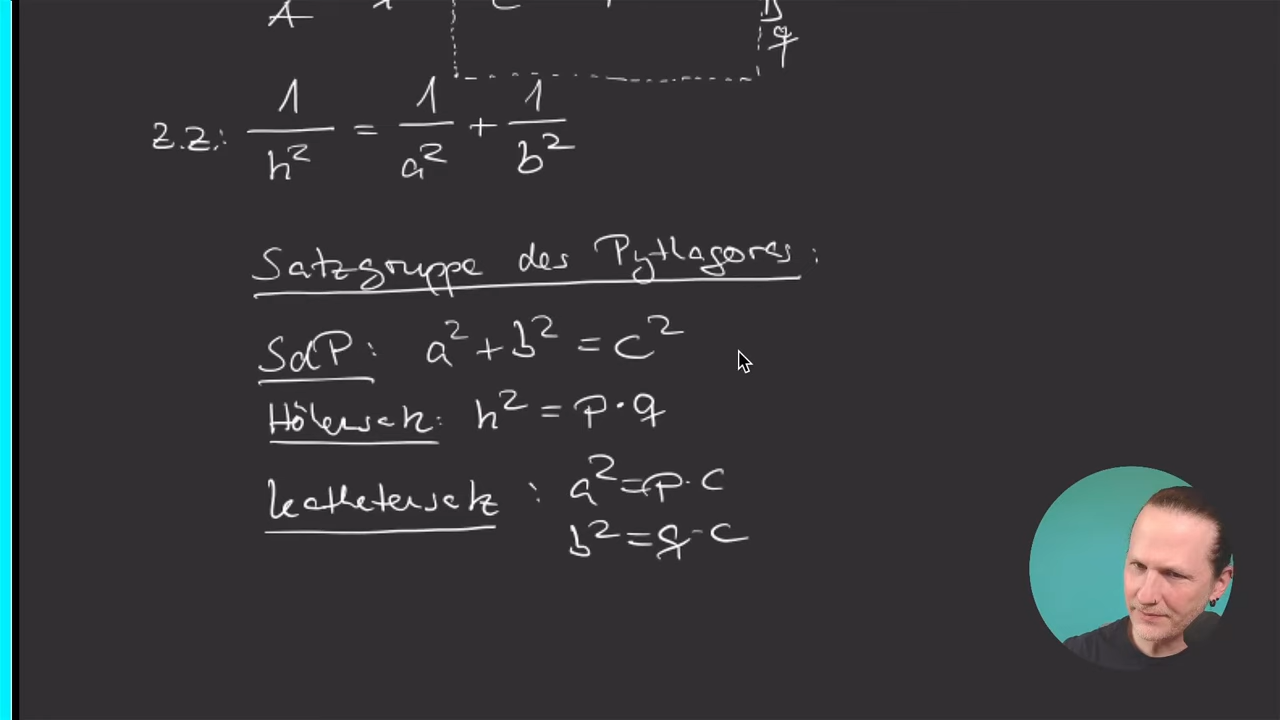 A
q
z.z.: 1/h² = 1/a² + 1/b²
Satzgruppe des Pythagoras:
SdP: a² + b² = c²
Höhensatz: h² = p · q
Kathetensatz: a² = p · c
b² = q · c